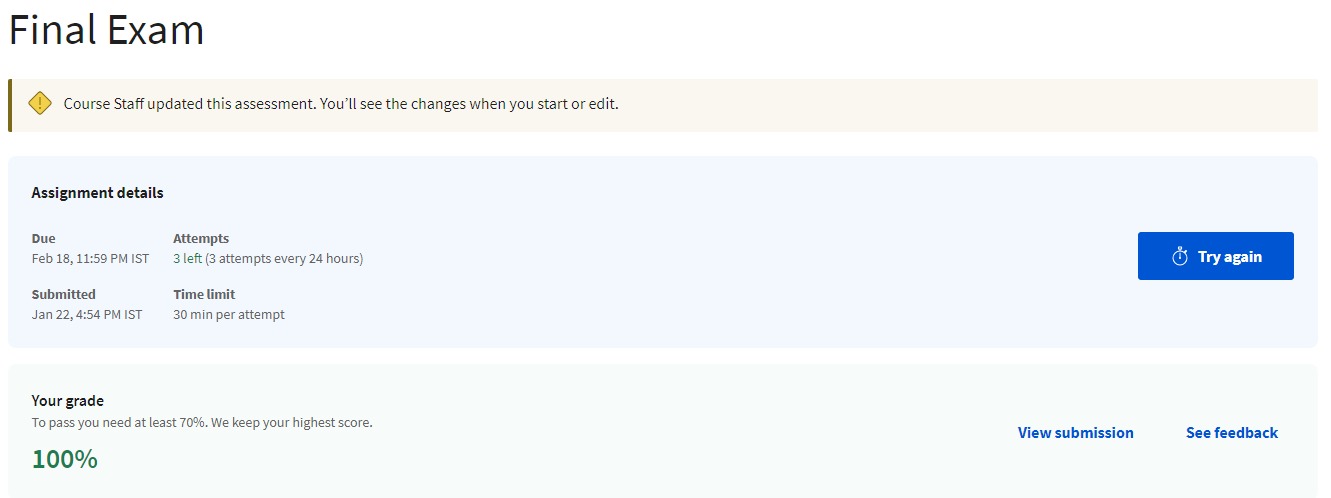 Final Exam
Course Staff updated this assessment. You’ll see the changes when you start or edit.
Assignment details
Due
Feb 18, 11:59 PM IST
Attempts
3 left (3 attempts every 24 hours)
Submitted
Jan 22, 4:54 PM IST
Time limit
30 min per attempt
Try again
Your grade
To pass you need at least 70%. We keep your highest score.
100%
View submission
See feedback